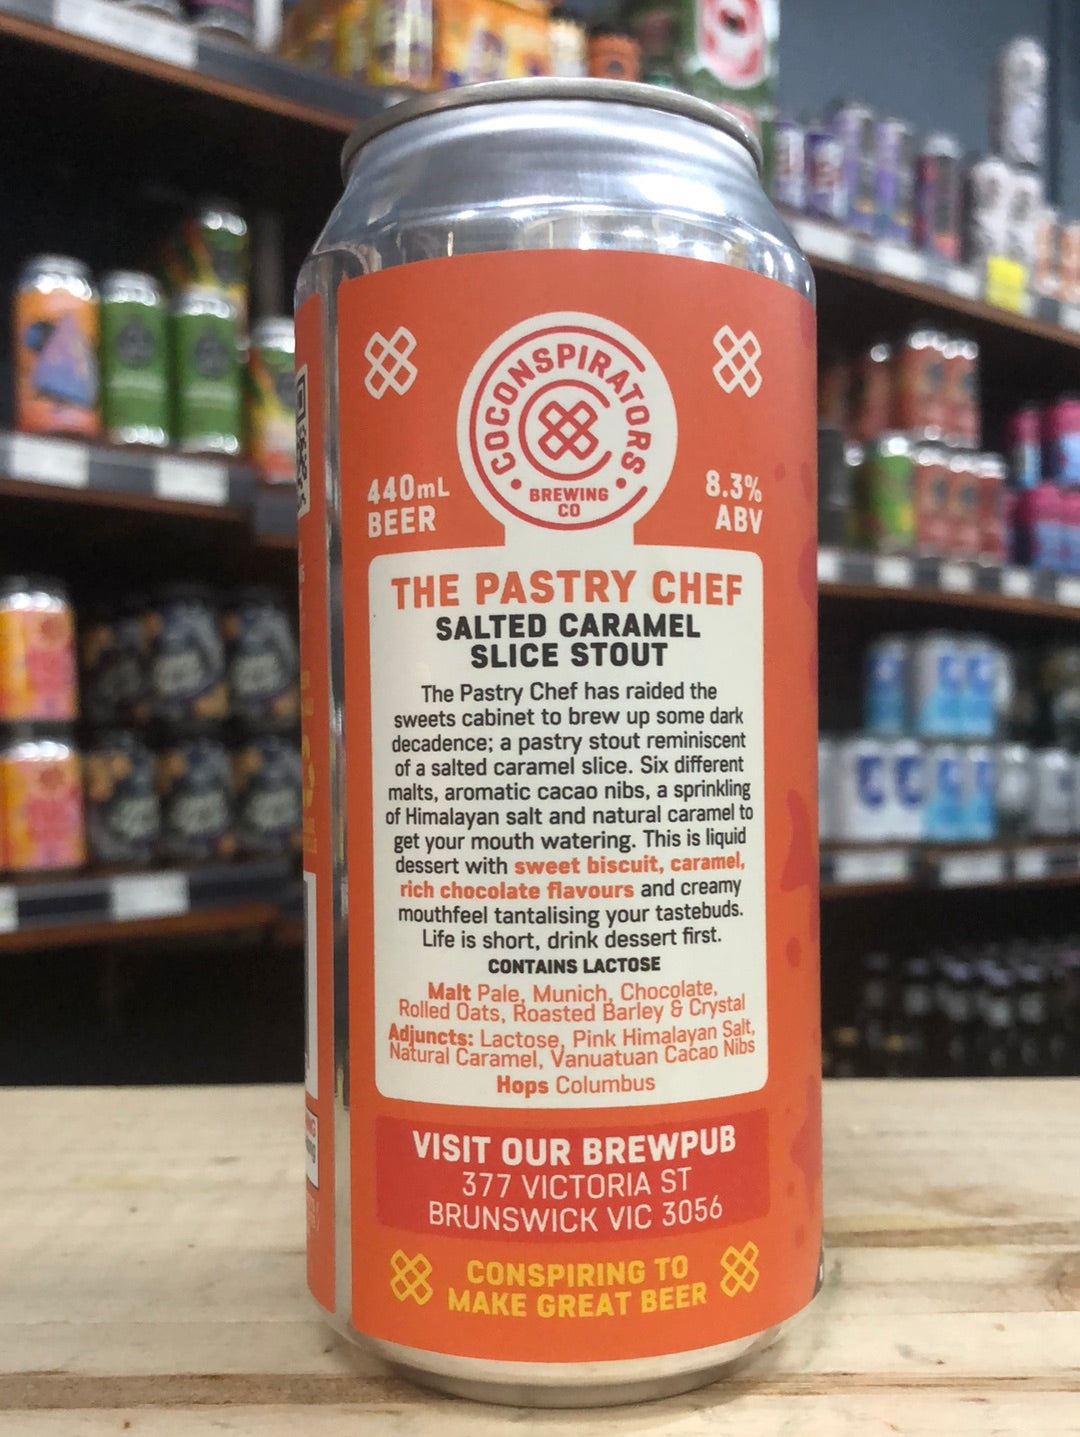 COCONSPIRATORS
BREWING
CO
440mL
BEER
8.3%
ABV
THE PASTRY CHEF
SALTED CARAMEL
SLICE STOUT
The Pastry Chef has raided the
sweets cabinet to brew up some dark
decadence; a pastry stout reminiscent
of a salted caramel slice. Six different
malts, aromatic cacao nibs, a sprinkling
of Himalayan salt and natural caramel to
get your mouth watering. This is liquid
dessert with sweet biscuit, caramel,
rich chocolate flavours and creamy
mouthfeel tantalising your tastebuds.
Life is short, drink dessert first.
CONTAINS LACTOSE
Malt Pale, Munich, Chocolate,
Rolled Oats, Roasted Barley & Crystal
Adjuncts: Lactose, Pink Himalayan Salt,
Natural Caramel, Vanuatuan Cacao Nibs
Hops Columbus
VISIT OUR BREWPUB
377 VICTORIA ST
BRUNSWICK VIC 3056
CONSPIRING TO
MAKE GREAT BEER